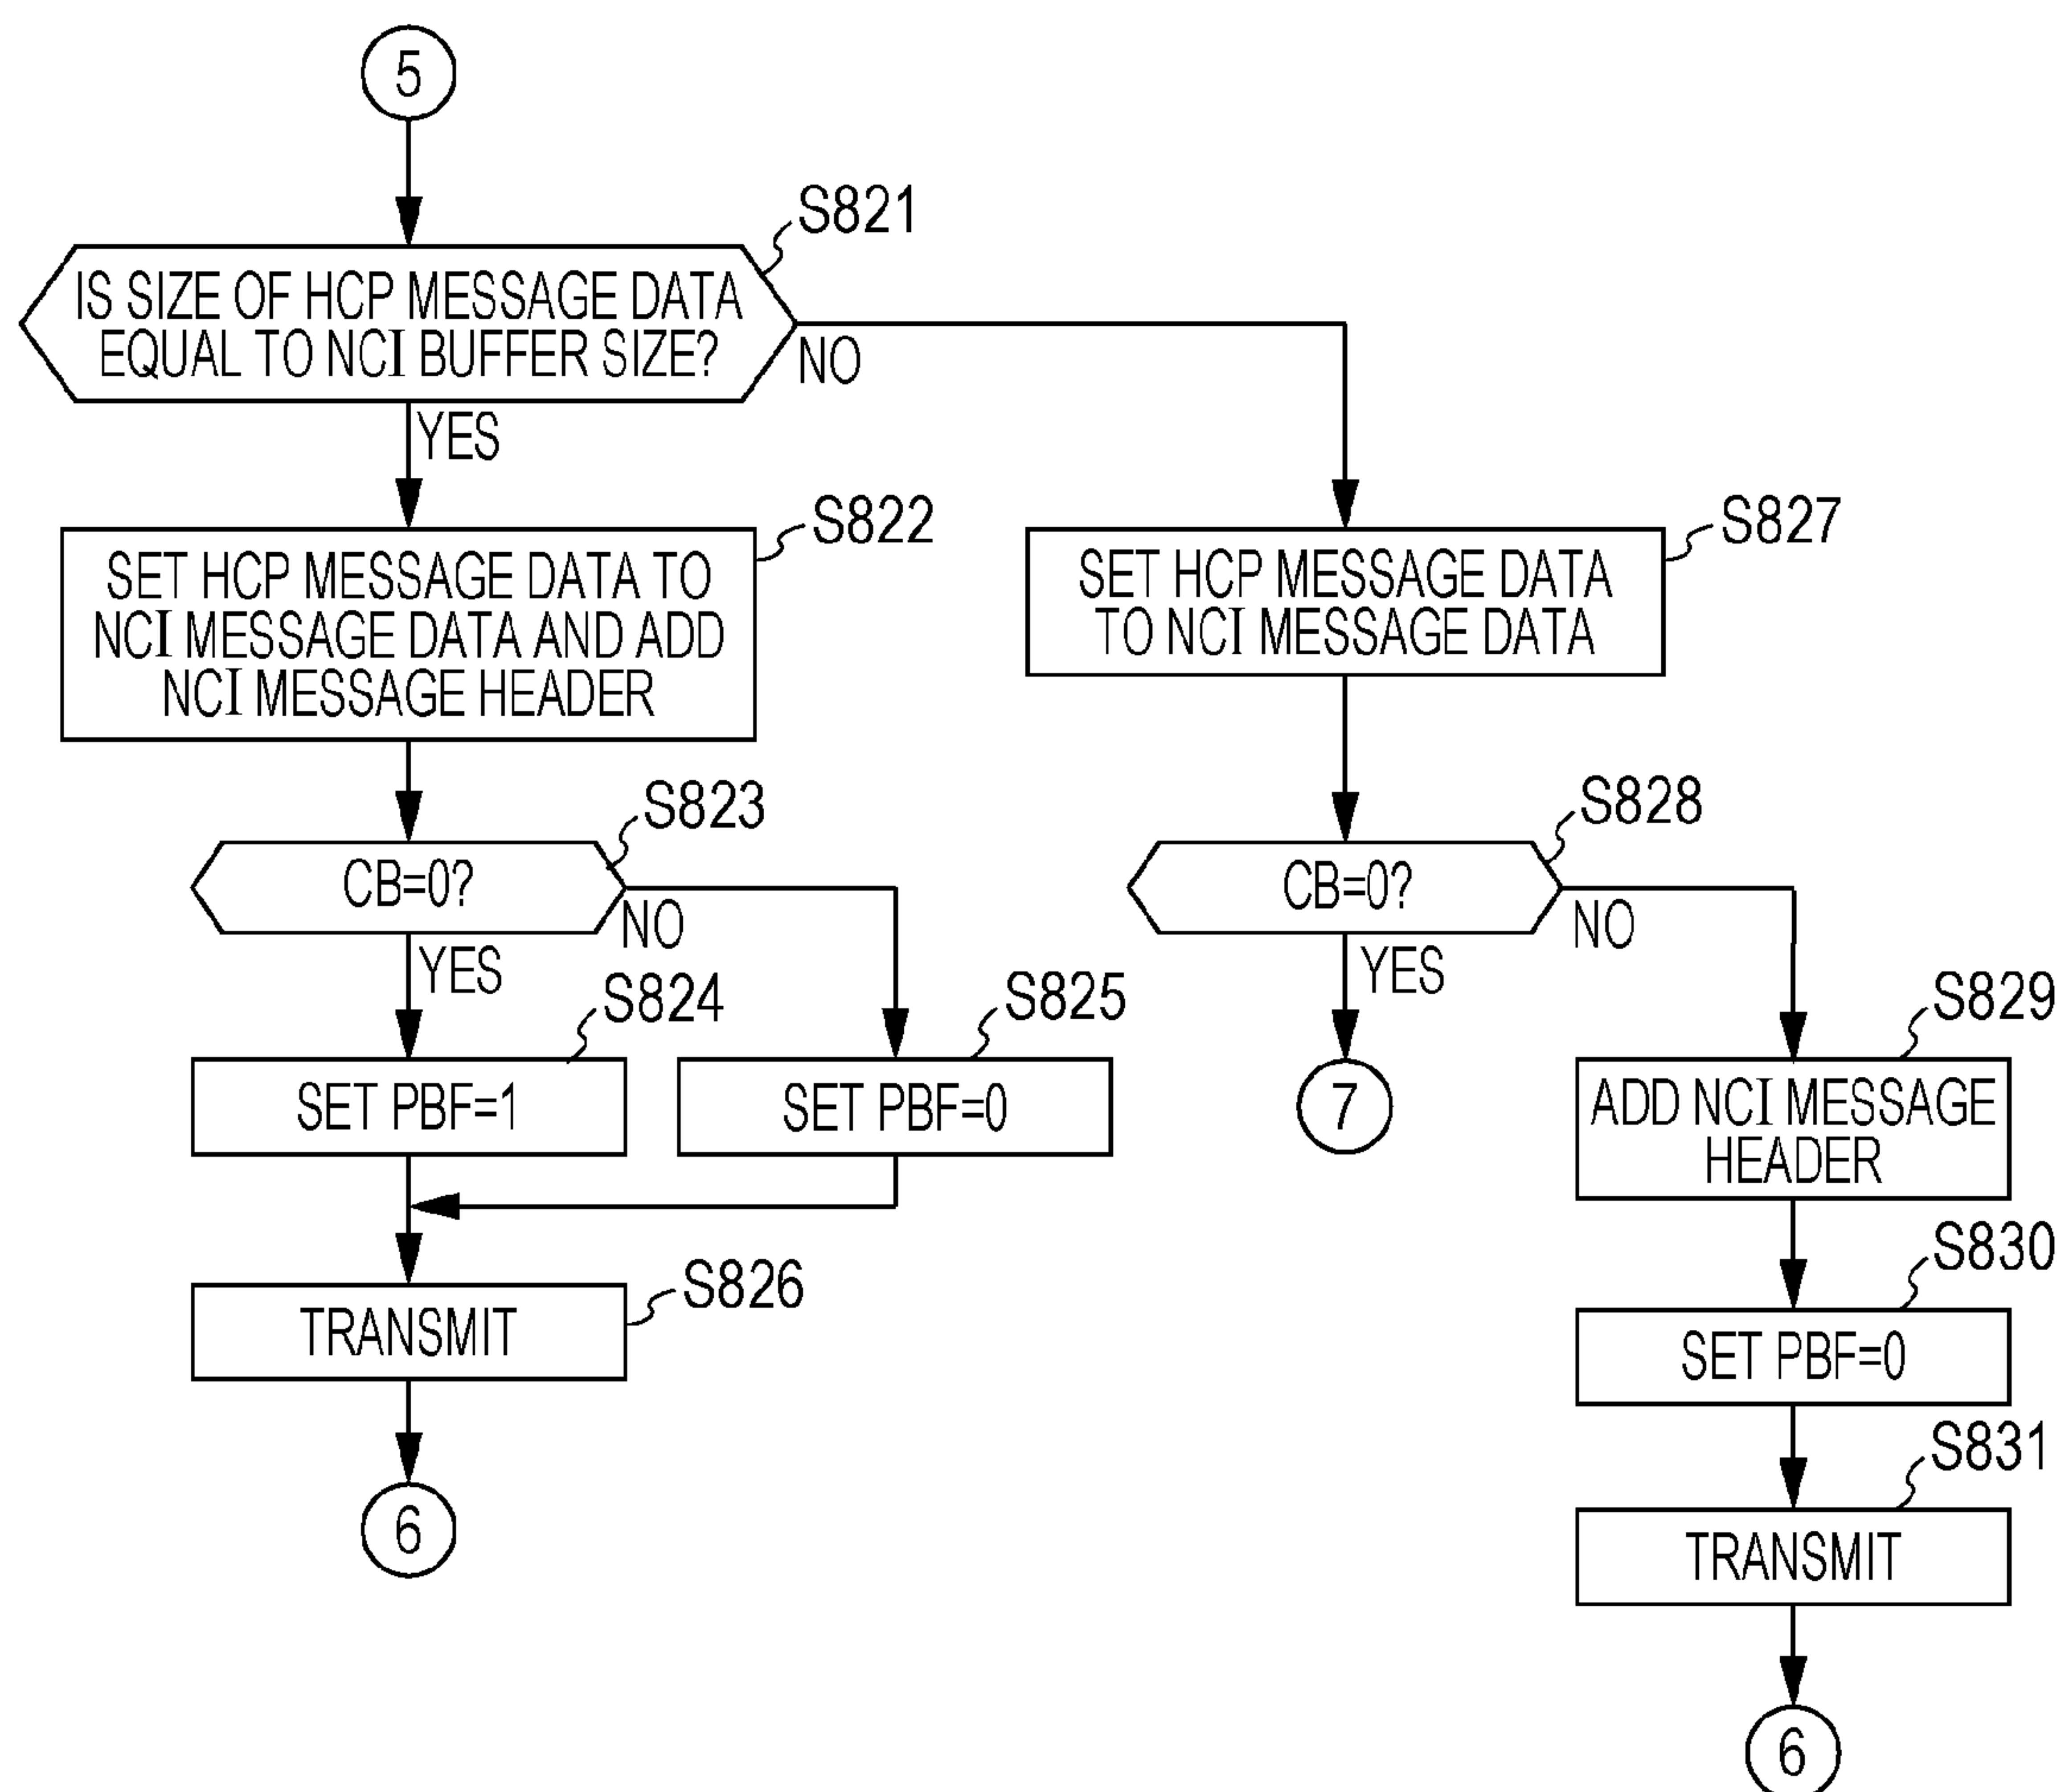 5
S821
IS SIZE OF HCP MESSAGE DATA
EQUAL TO NCI BUFFER SIZE?
NO
YES
S822
SET HCP MESSAGE DATA TO
NCI MESSAGE DATA AND ADD
NCI MESSAGE HEADER
S827
SET HCP MESSAGE DATA
TO NCI MESSAGE DATA
S823
CB=0?
NO
YES
S828
CB=0?
NO
YES
S824
SET PBF=1
S825
SET PBF=0
7
S829
ADD NCI MESSAGE
HEADER
S826
TRANSMIT
S830
SET PBF=0
6
S831
TRANSMIT
6